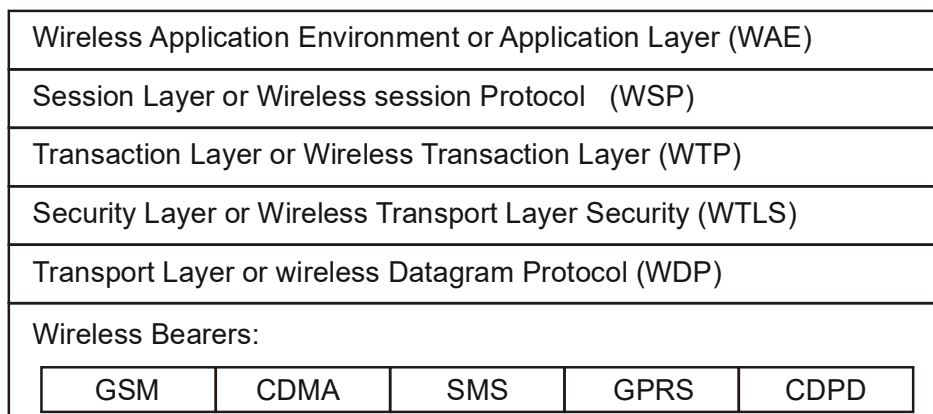 Wireless Application Environment or Application Layer (WAE)
Session Layer or Wireless session Protocol (WSP)
Transaction Layer or Wireless Transaction Layer (WTP)
Security Layer or Wireless Transport Layer Security (WTLS)
Transport Layer or wireless Datagram Protocol (WDP)
Wireless Bearers:
GSM CDMA SMS GPRS CDPD